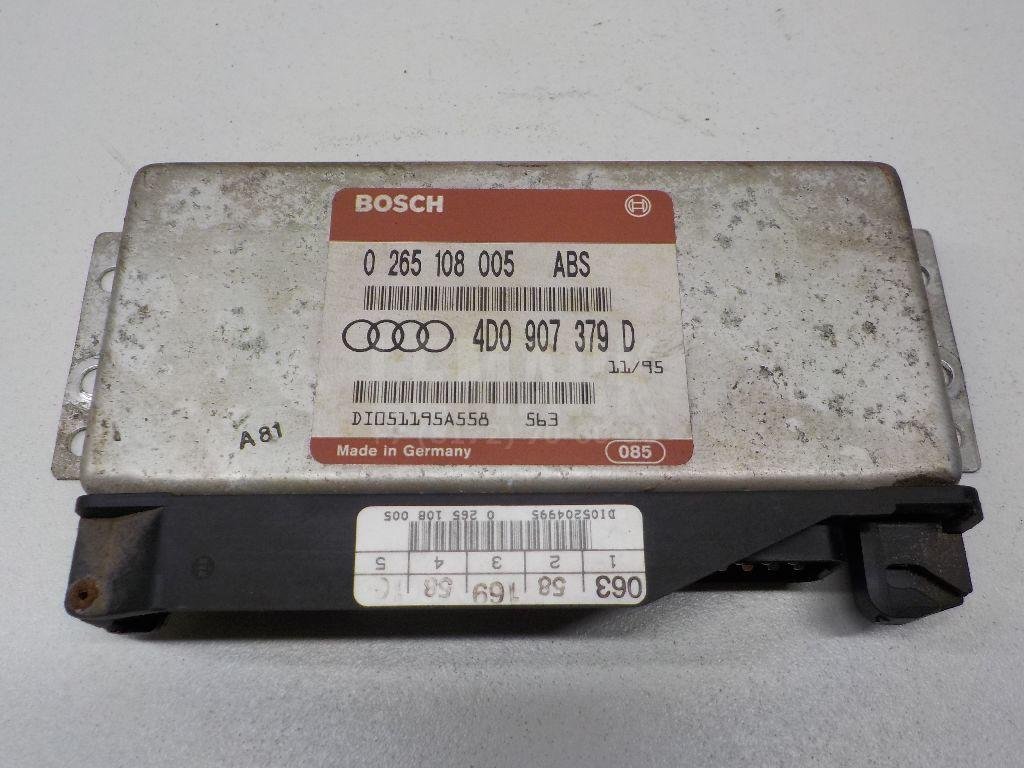 BOSCH
0 265 108 005 ABS
4D0 907 379 D
11/95
DI051195A558 563
Made in Germany 085
A81
DI05204995 0 265 108 005
1 2 3 4 5
063 58 169 58